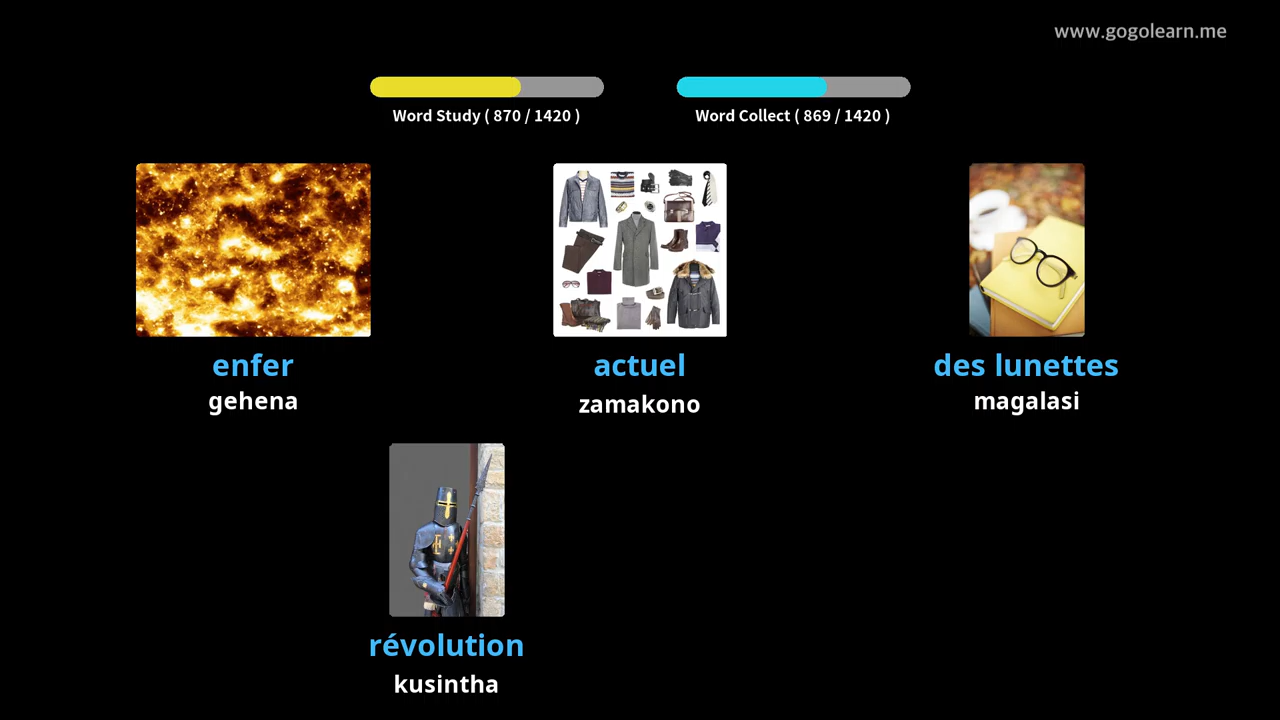 www.gogolearn.me
Word Study ( 870 / 1420 )
Word Collect ( 869 / 1420 )
enfer
gehena
actuel
zamakono
des lunettes
magalasi
révolution
kusintha